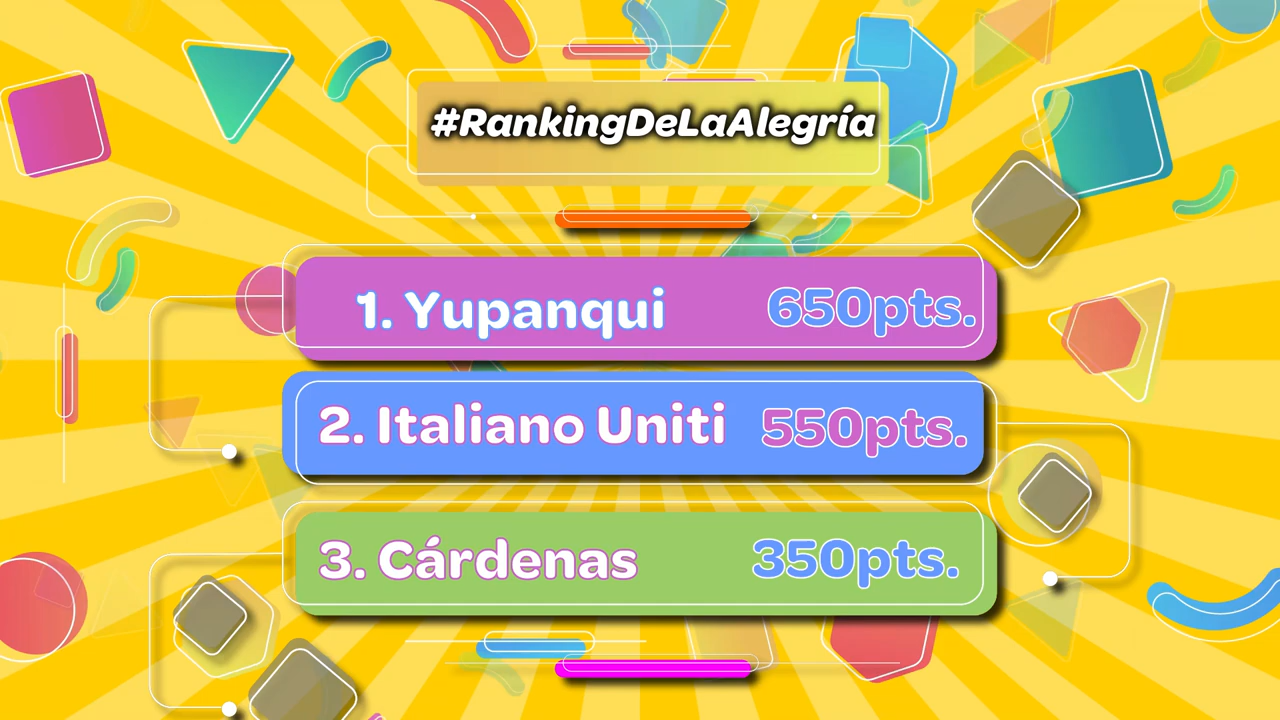 #RankingDeLaAlegría
1. Yupanqui 650pts.
2. Italiano Uniti 550pts.
3. Cárdenas 350pts.